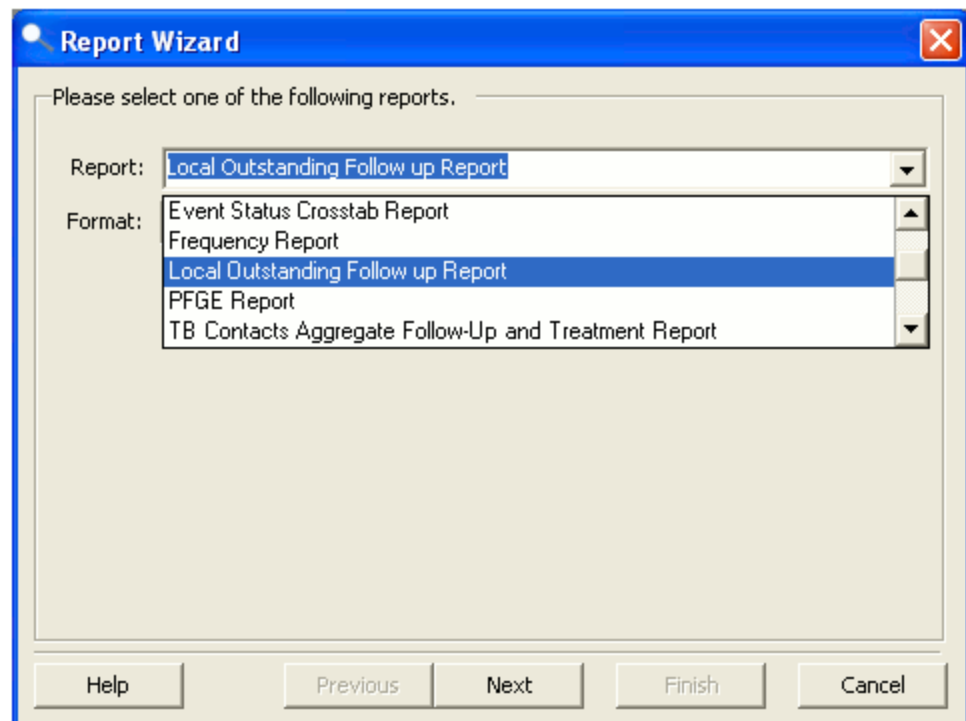 Report Wizard
Please select one of the following reports.
Report: Local Outstanding Follow up Report
Format:
Event Status Crosstab Report
Frequency Report
Local Outstanding Follow up Report
PFGE Report
TB Contacts Aggregate Follow-Up and Treatment Report
Help Previous Next Finish Cancel